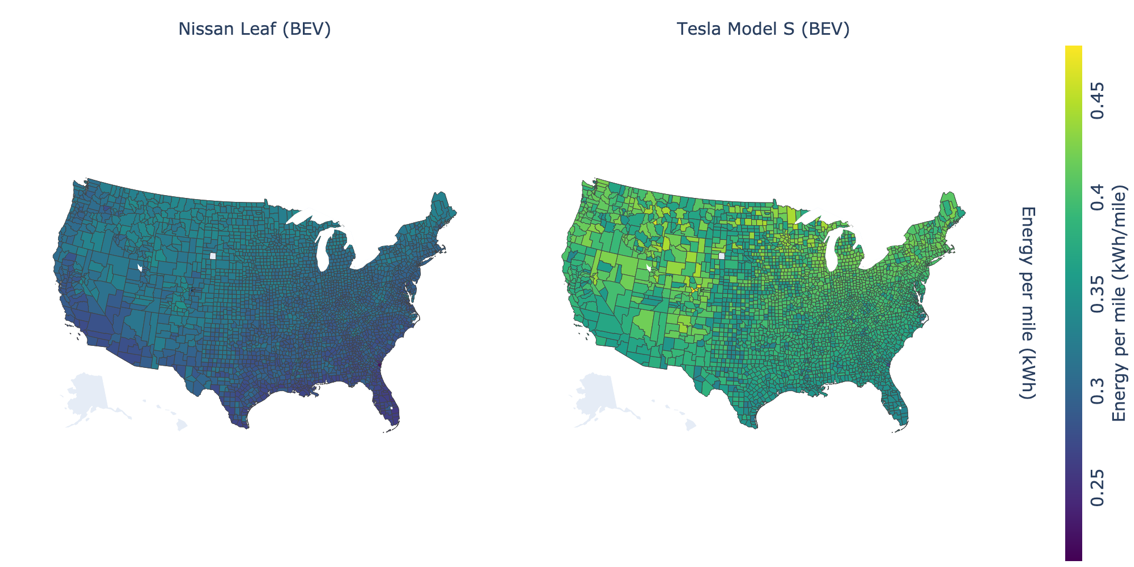 Nissan Leaf (BEV)
Tesla Model S (BEV)
Energy per mile (kWh)
0.45
0.4
0.35
0.3
0.25
Energy per mile (kWh/mile)